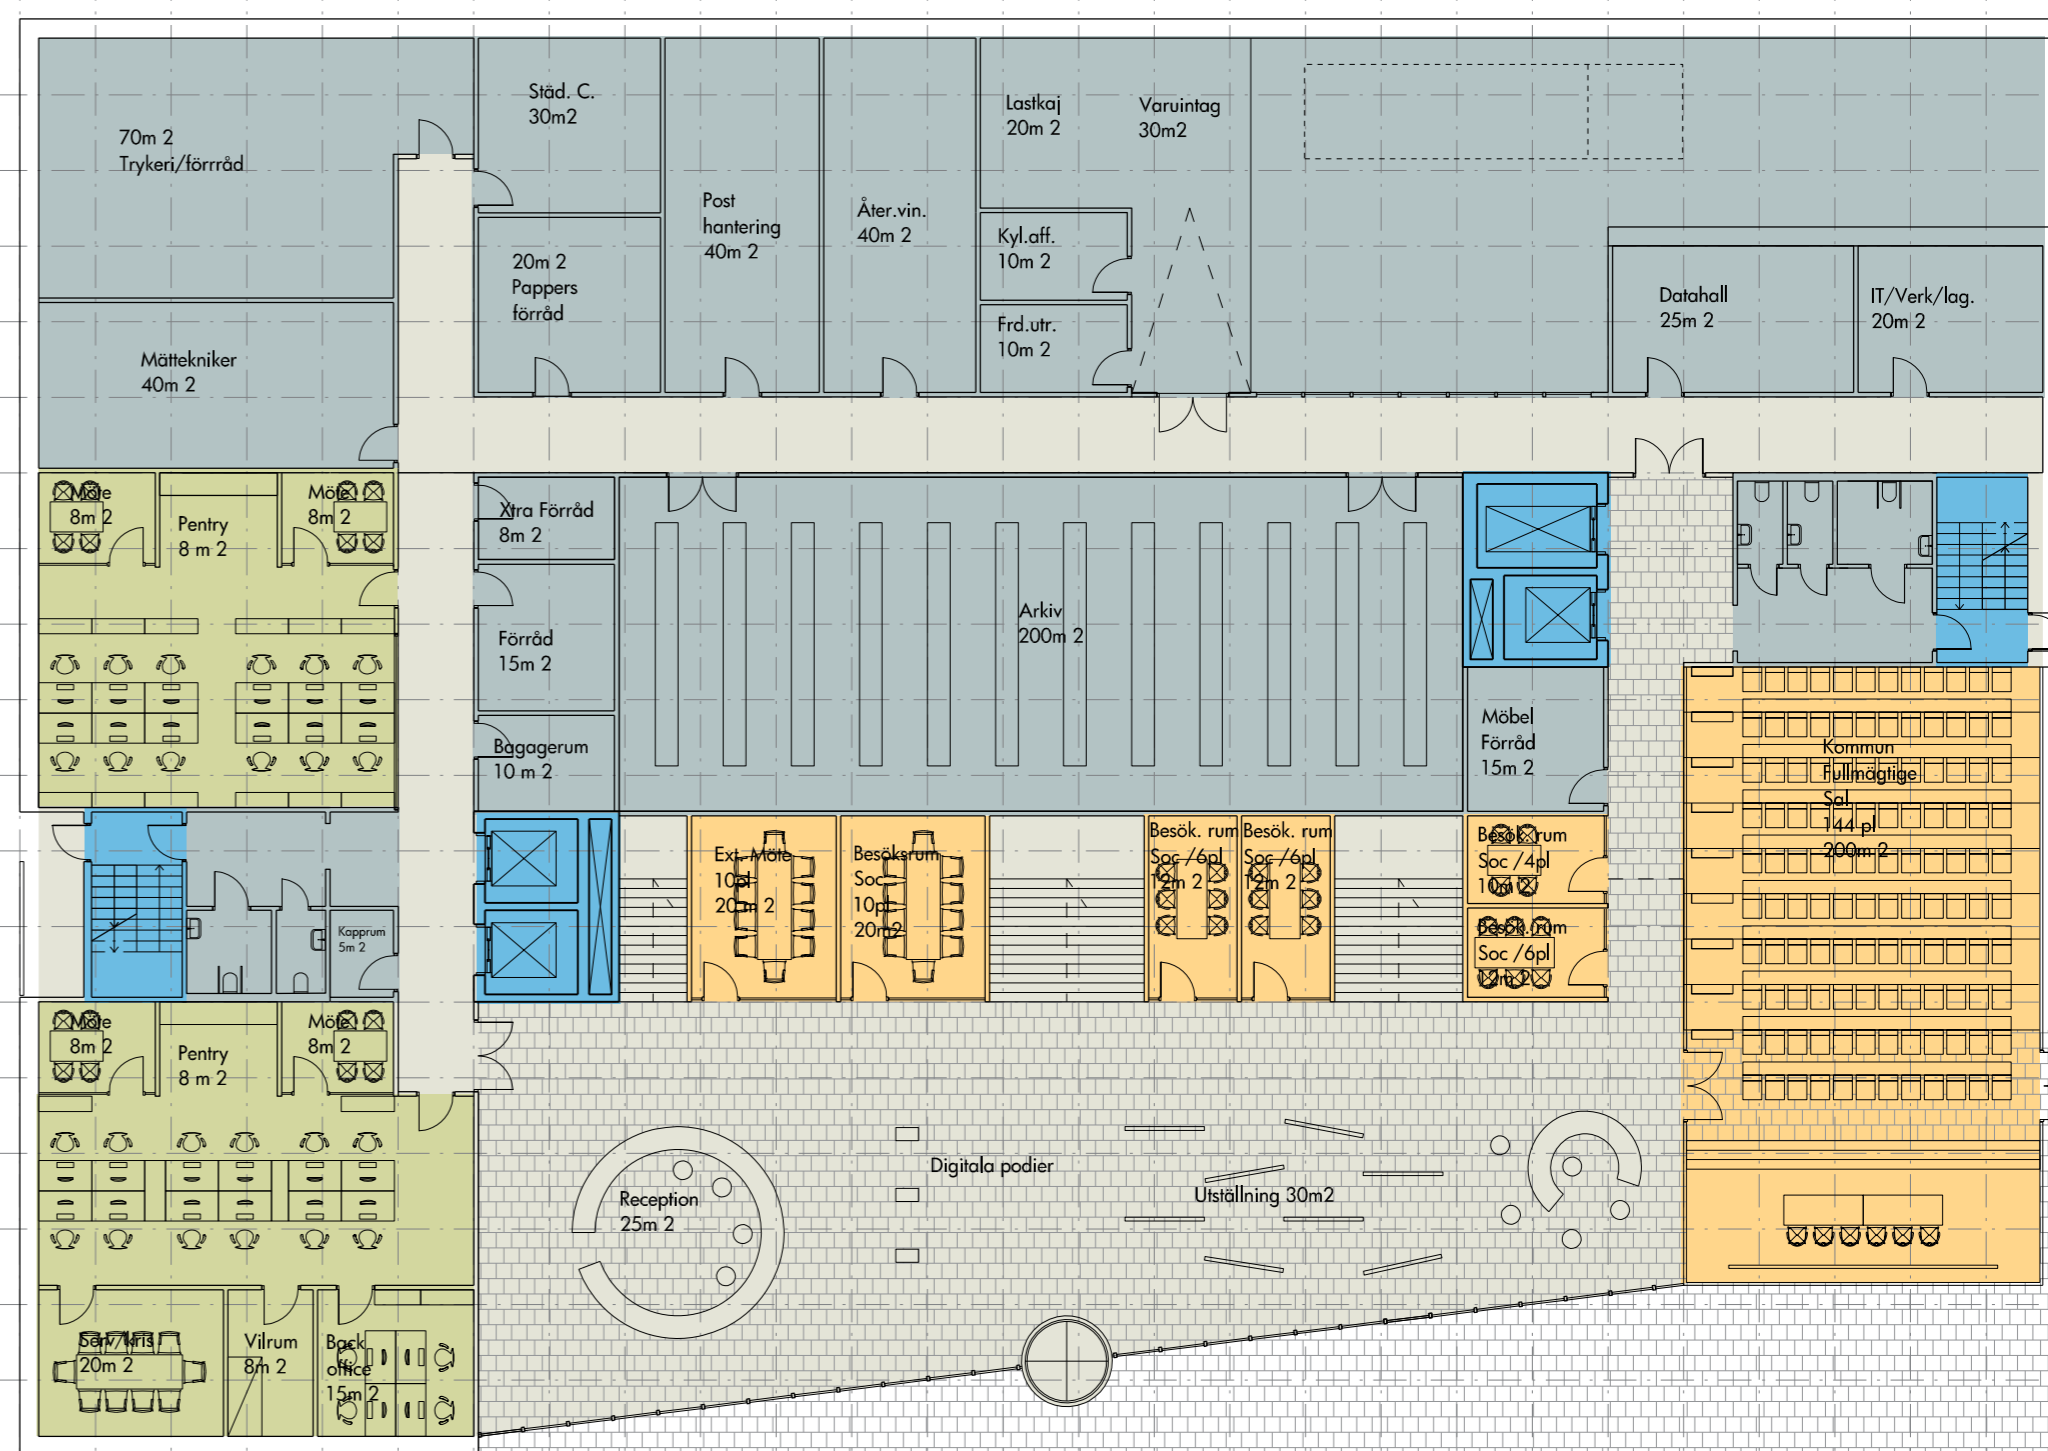 70m 2
Trykeri/förrråd
Städ. C.
30m2
20m 2
Pappers
förråd
Post
hantering
40m 2
Åter.vin.
40m 2
Lastkaj
20m 2
Varuintag
30m2
Kyl.aff.
10m 2
Frd.utr.
10m 2
Datahall
25m 2
IT/Verk/lag.
20m 2
Mättekniker
40m 2
Möte
8m 2
Pentry
8 m 2
Möte
8m 2
Xtra Förråd
8m 2
Förråd
15m 2
Bagagerum
10 m 2
Arkiv
200m 2
Möbel
Förråd
15m 2
Kommun
Fullmägtige
Sal
144 pl
200m 2
Kapprum
5m 2
Ext. Möte
10pl
20 m 2
Besöksrum
Soc
10pl
20m2
Besök. rum
Soc /6pl
12m 2
Besök. rum
Soc /6pl
12m 2
Besök. rum
Soc /4pl
10m 2
Besök. rum
Soc /6pl
12m 2
Möte
8m 2
Pentry
8 m 2
Möte
8m 2
Reception
25m 2
Digitala podier
Utställning 30m2
Serv/kris
20m 2
Vilrum
8m 2
Back
office
15m 2